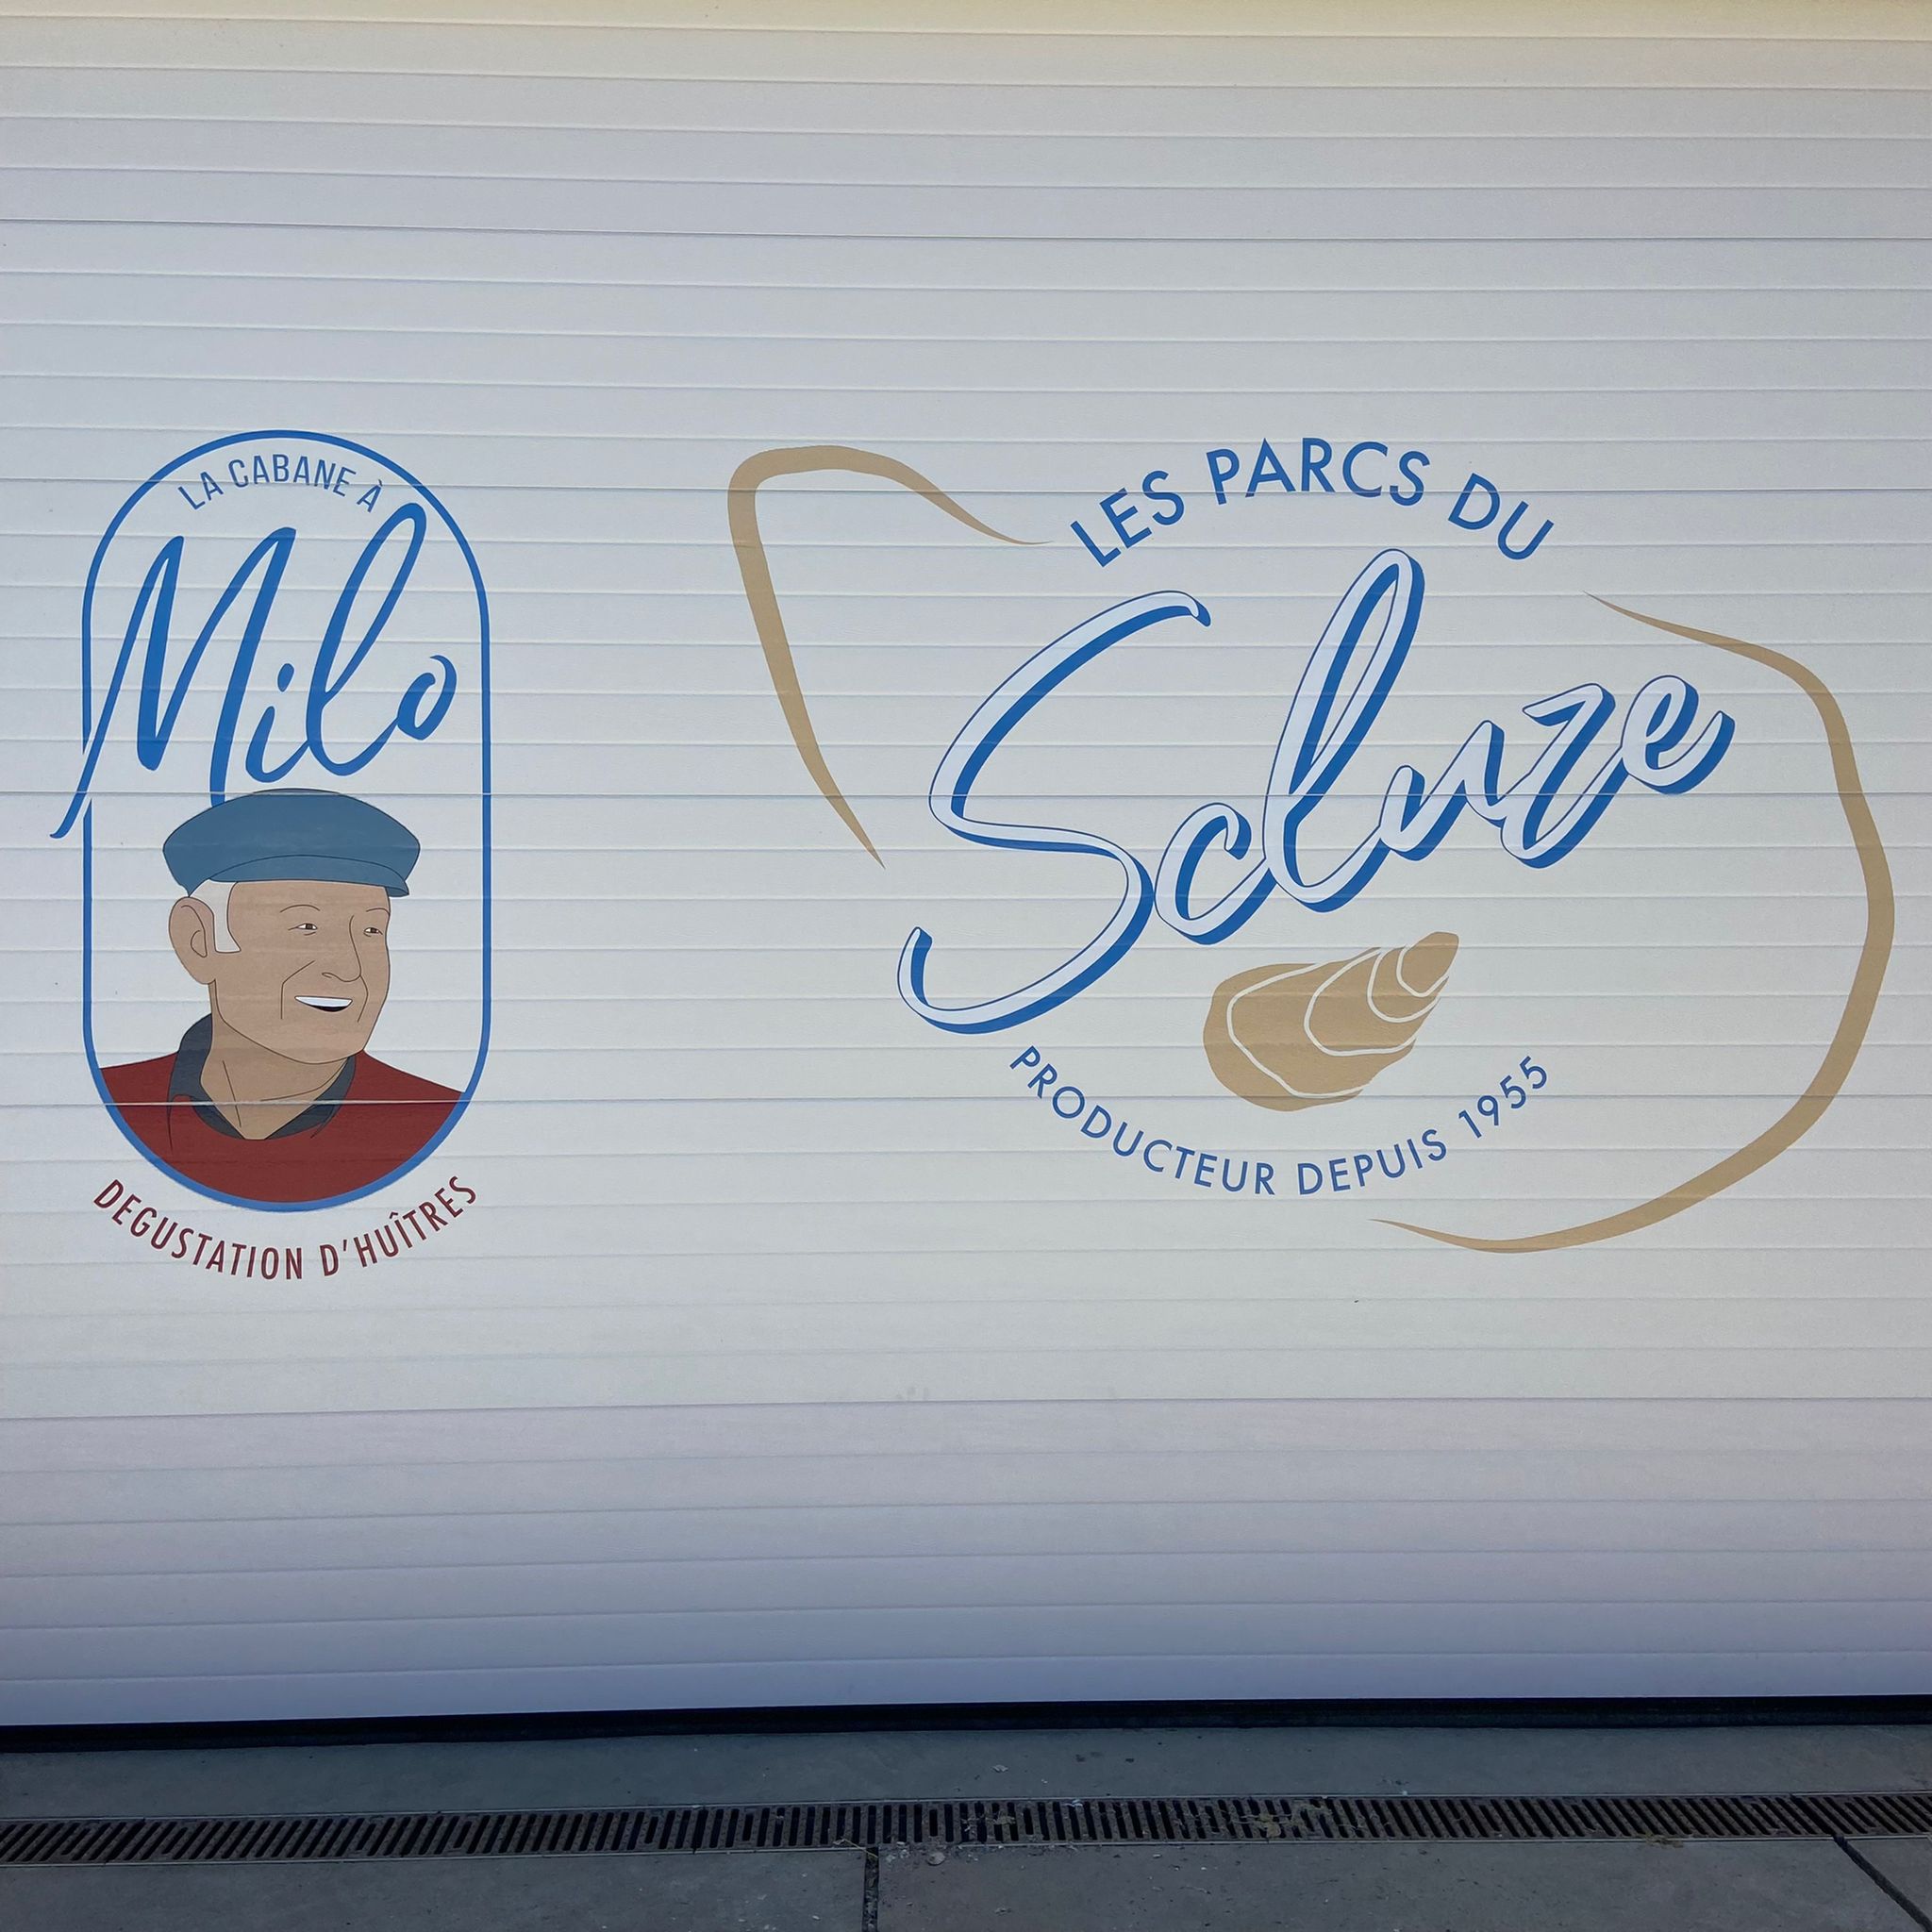 LA CABANE À
Milo
DEGUSTATION D'HUÎTRES
LES PARCS DU
Scluze
PRODUCTEUR DEPUIS 1955